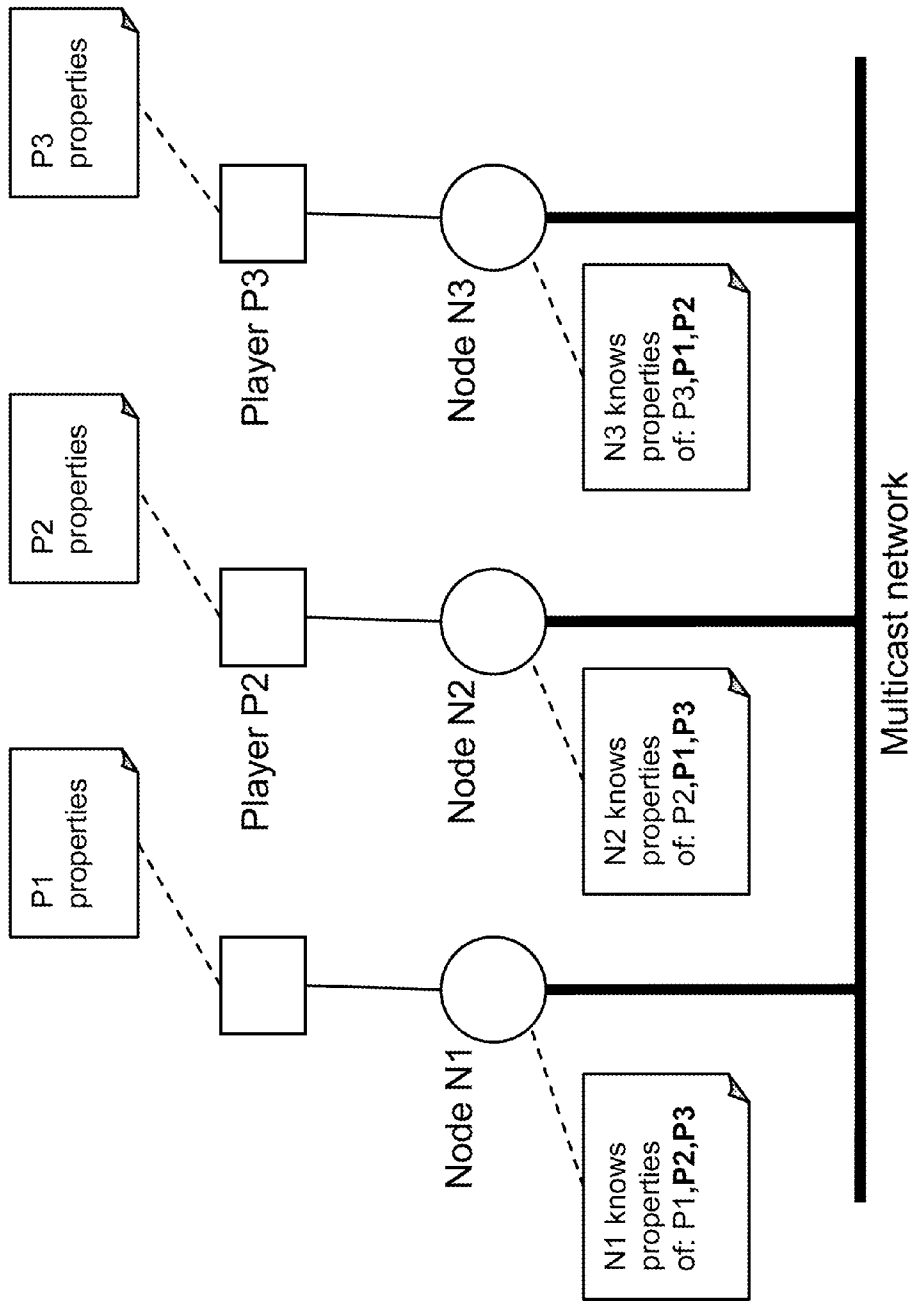 P1
properties
P2
properties
P3
properties
Player P2
Player P3
Node N1
Node N2
Node N3
N1 knows
properties
of: P1,P2,P3
N2 knows
properties
of: P2,P1,P3
N3 knows
properties
of: P3,P1,P2
Multicast network